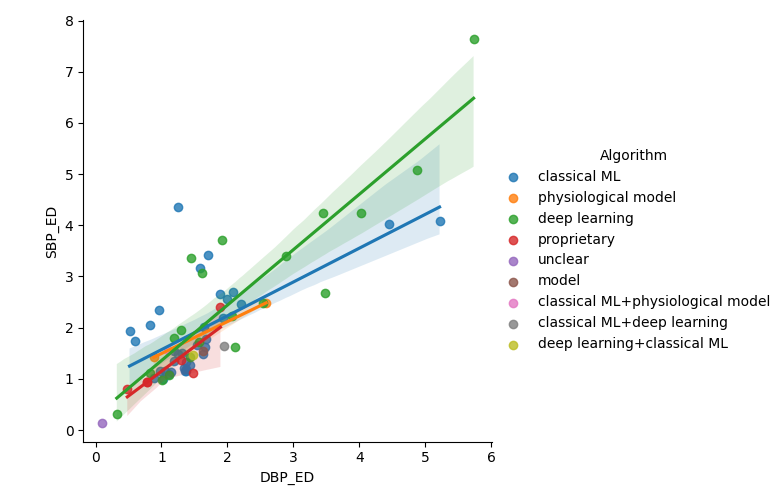 8
7
6
5
4
3
2
1
0
SBP_ED
0 1 2 3 4 5 6
DBP_ED
Algorithm
classical ML
physiological model
deep learning
proprietary
unclear
model
classical ML+physiological model
classical ML+deep learning
deep learning+classical ML